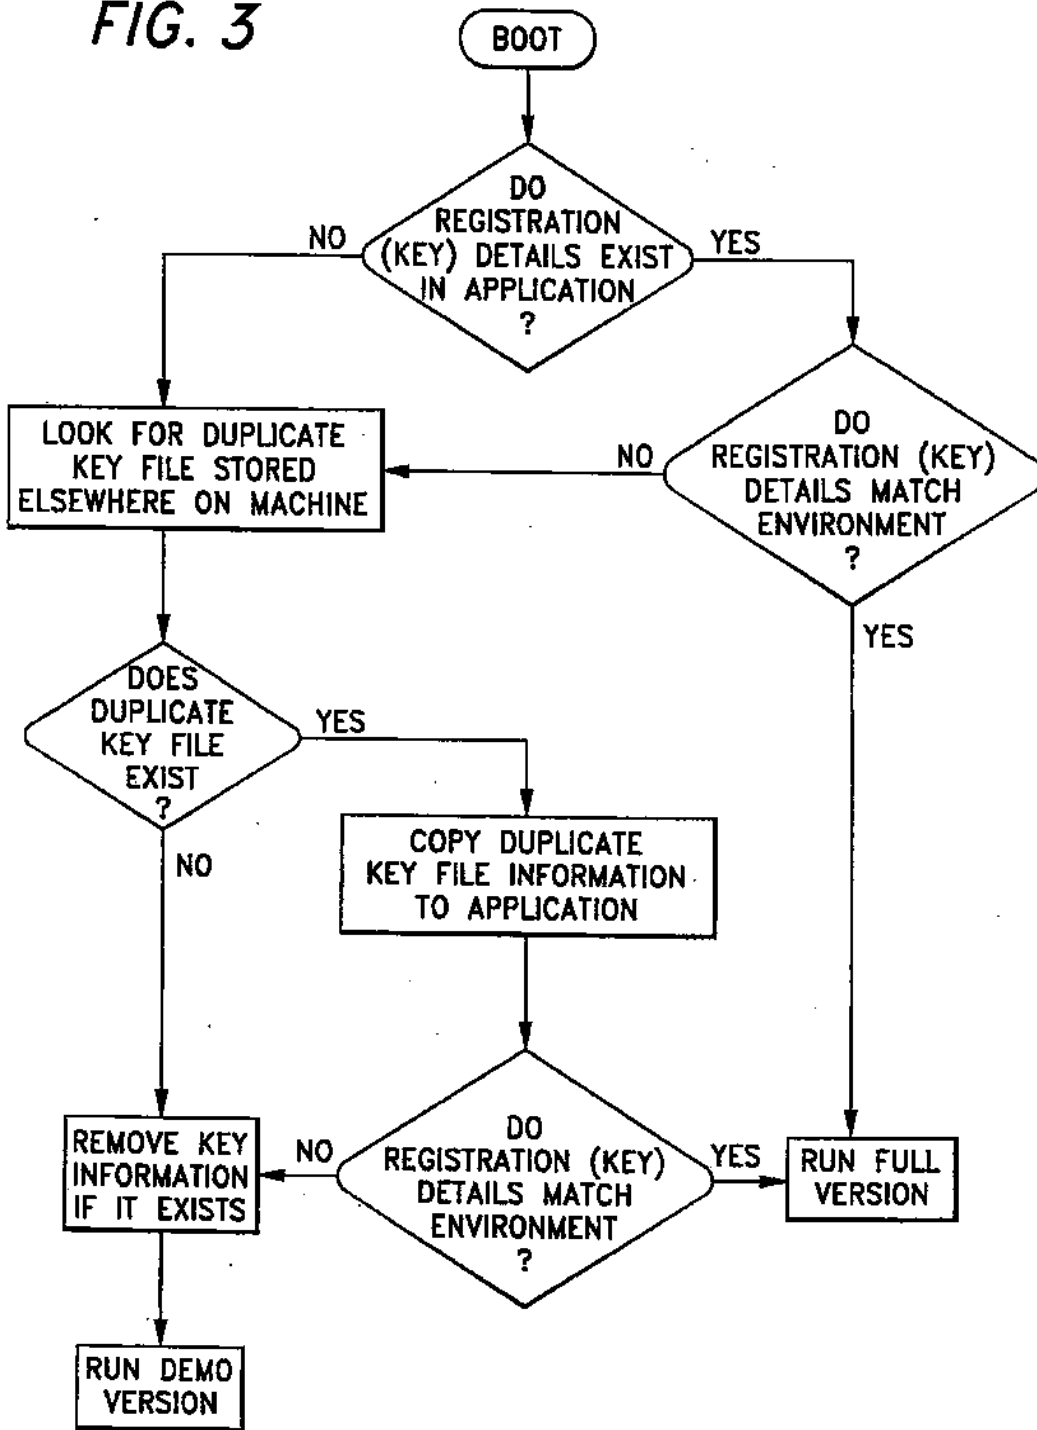 FIG. 3
BOOT
DO
REGISTRATION
(KEY) DETAILS EXIST
IN APPLICATION
?
NO
YES
LOOK FOR DUPLICATE
KEY FILE STORED
ELSEWHERE ON MACHINE
NO
DO
REGISTRATION (KEY)
DETAILS MATCH
ENVIRONMENT
?
YES
DOES
DUPLICATE
KEY FILE
EXIST
?
YES
NO
COPY DUPLICATE
KEY FILE INFORMATION
TO APPLICATION
REMOVE KEY
INFORMATION
IF IT EXISTS
NO
DO
REGISTRATION (KEY)
DETAILS MATCH
ENVIRONMENT
?
YES
RUN FULL
VERSION
RUN DEMO
VERSION